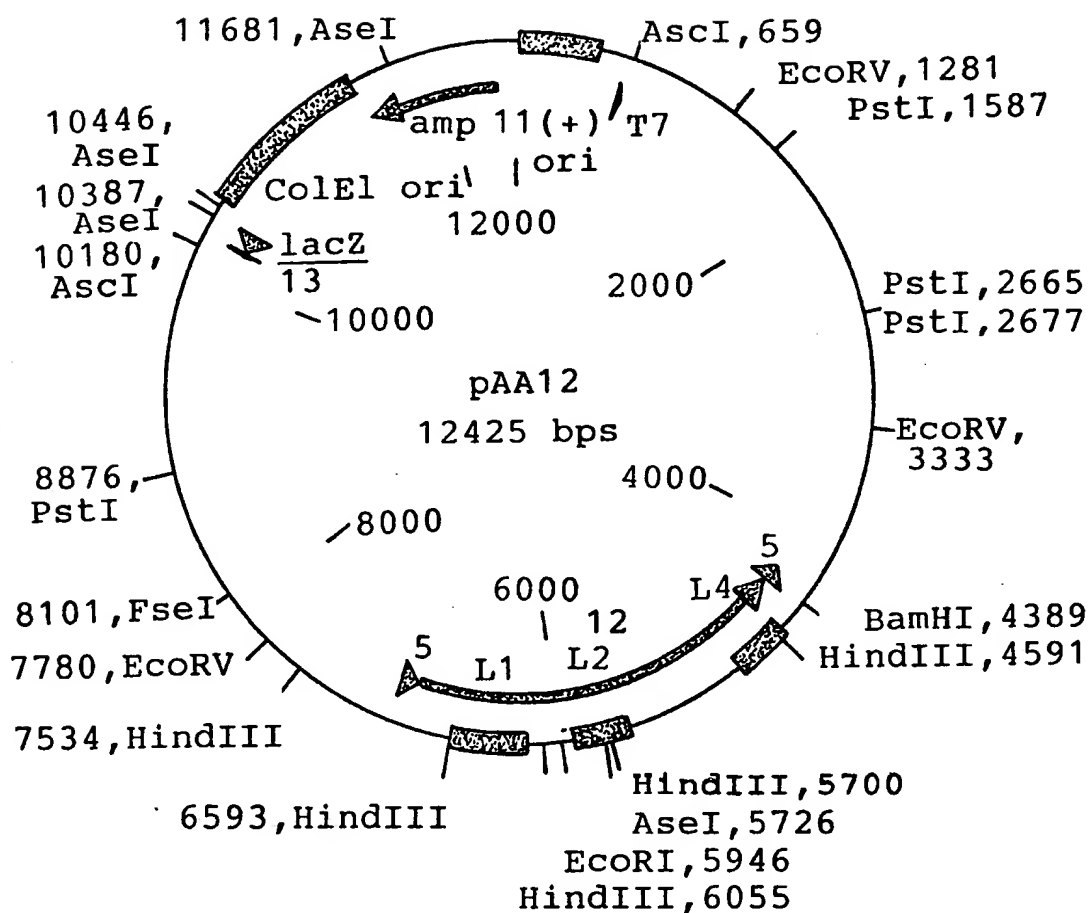 11681,AseI
AscI,659
EcoRV,1281
PstI,1587
10446,
AseI
10387,
AseI
10180,
AscI
amp 11(+) T7
ori
ColEl ori
12000
lacZ
13
10000
2000
PstI,2665
PstI,2677
pAA12
12425 bps
EcoRV,
3333
4000
8876,
PstI
8000
5
L4
6000
12
L2
5
L1
8101,FseI
7780,EcoRV
BamHI,4389
HindIII,4591
7534,HindIII
6593,HindIII
HindIII,5700
AseI,5726
EcoRI,5946
HindIII,6055